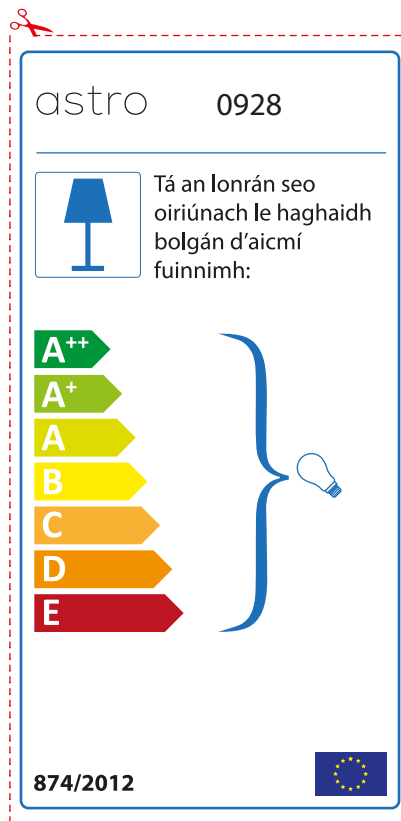 astro 0928
Tá an lonrán seo
oiriúnach le haghaidh
bolgán d'aicmí
fuinnimh:
A++
A+
A
B
C
D
E
874/2012